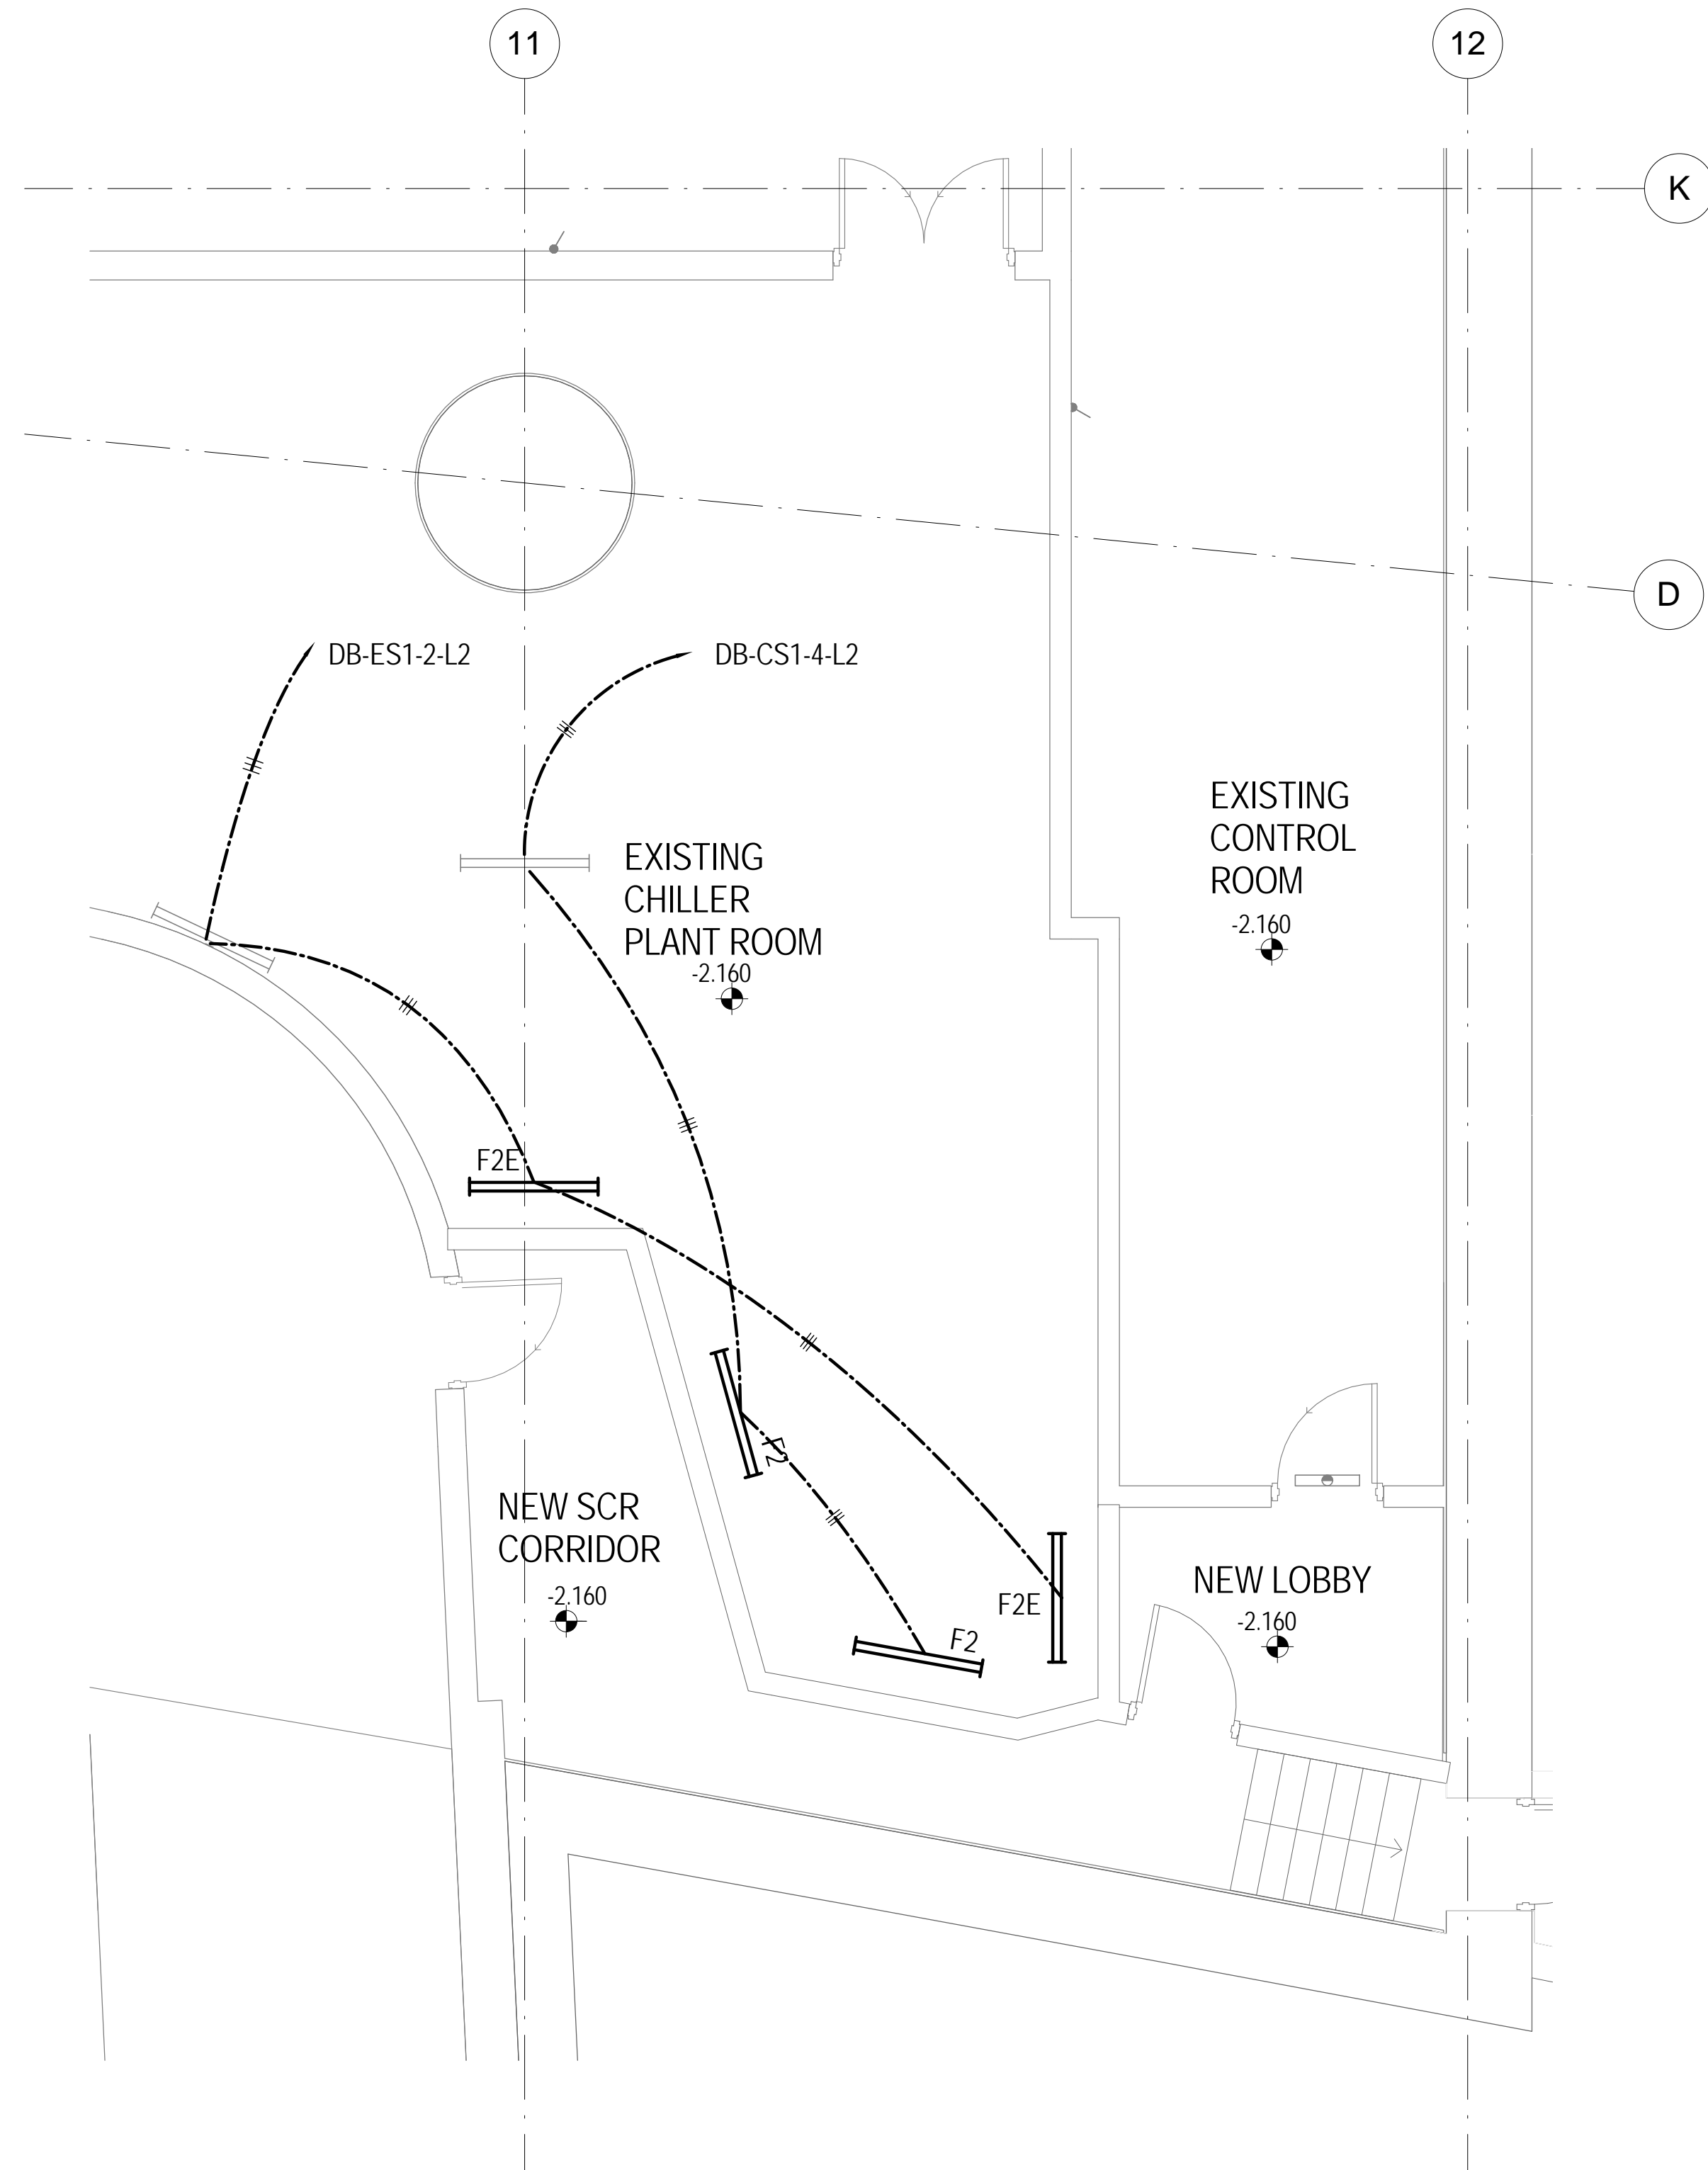 11
12
K
D
DB-ES1-2-L2
DB-CS1-4-L2
EXISTING
CONTROL
ROOM
-2.160
EXISTING
CHILLER
PLANT ROOM
-2.160
F2E
F2
NEW SCR
CORRIDOR
-2.160
NEW LOBBY
-2.160
F2E
F2